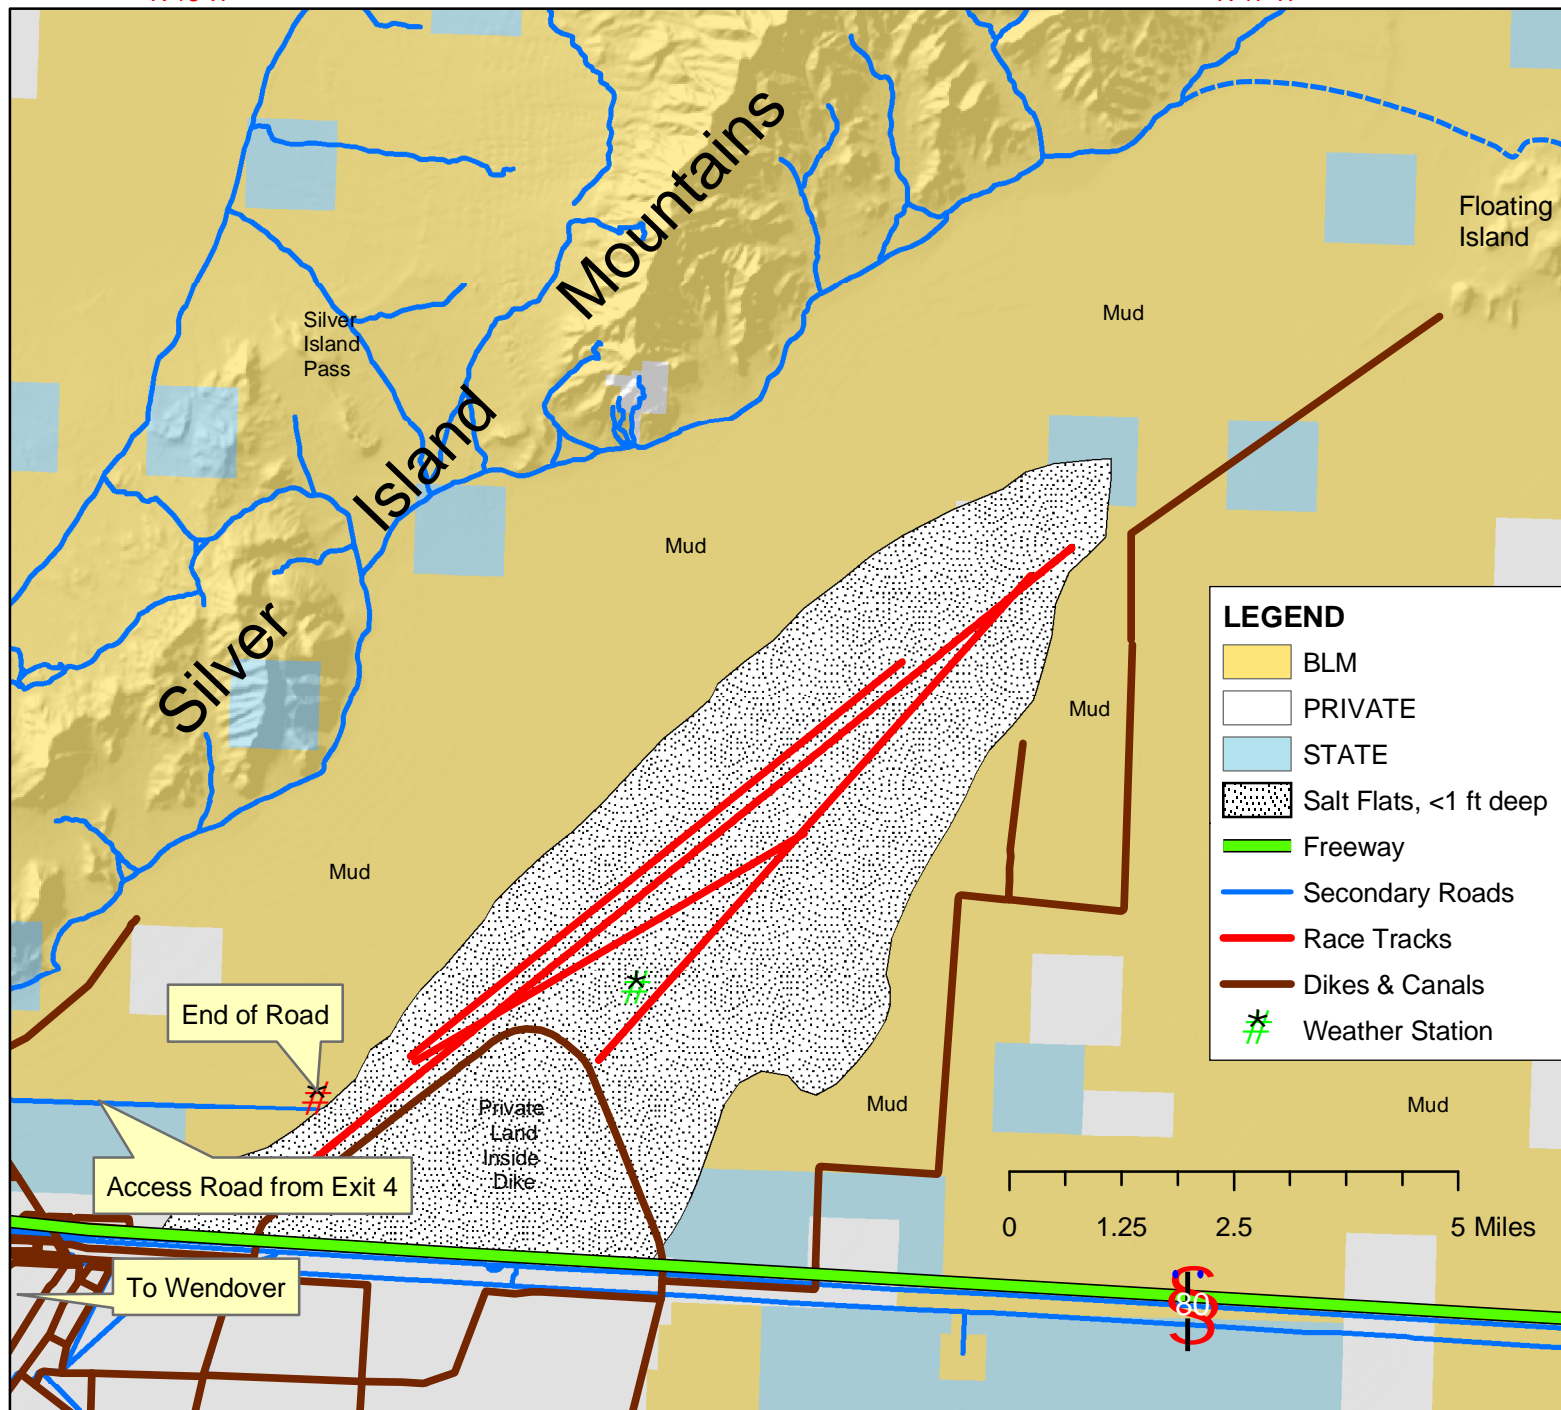 Mountains
Floating
Island
Mud
Silver
Island
Pass
Island
Mud
Silver
LEGEND
BLM
PRIVATE
STATE
Salt Flats, <1 ft deep
Freeway
Secondary Roads
Race Tracks
Dikes & Canals
Weather Station
Mud
Mud
End of Road
Private
Land
Inside
Dike
Mud
Mud
Access Road from Exit 4
0 1.25 2.5 5 Miles
To Wendover
80